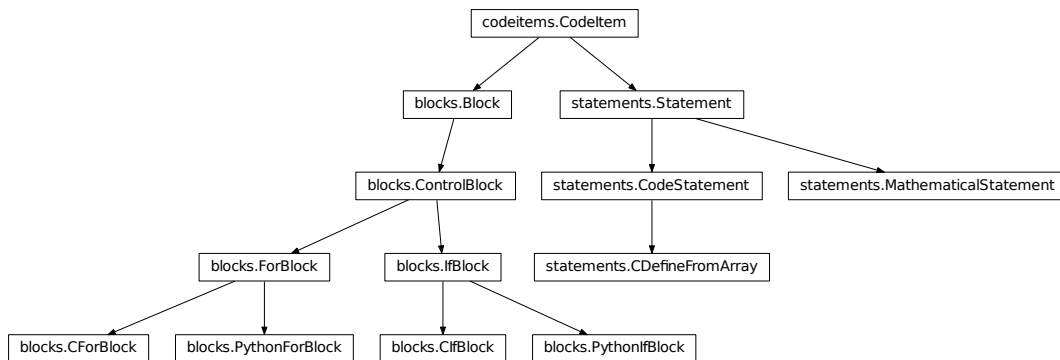 codeitems.CodeItem
blocks.Block
statements.Statement
blocks.ControlBlock
statements.CodeStatement
statements.MathematicalStatement
blocks.ForBlock
blocks.IfBlock
statements.CDefineFromArray
blocks.CForBlock
blocks.PythonForBlock
blocks.CIfBlock
blocks.PythonIfBlock